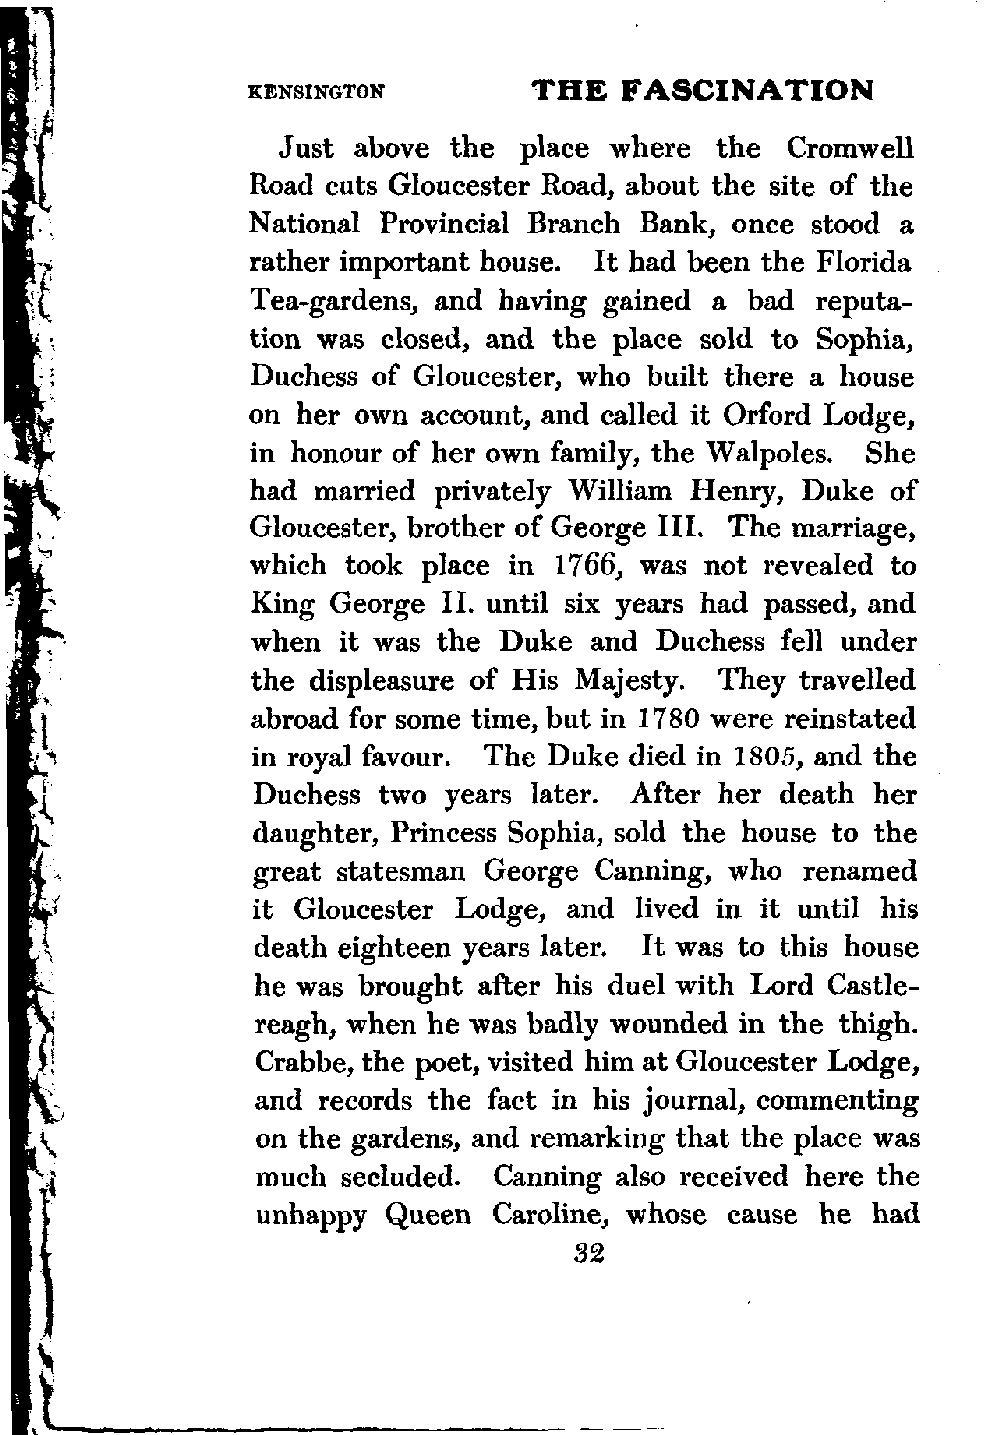 KENSINGTON THE FASCINATION
Just above the place where the Cromwell
Road cuts Gloucester Road, about the site of the
National Provincial Branch Bank, once stood a
rather important house. It had been the Florida
Tea-gardens, and having gained a bad reputa-
tion was closed, and the place sold to Sophia,
Duchess of Gloucester, who built there a house
on her own account, and called it Orford Lodge,
in honour of her own family, the Walpoles. She
had married privately William Henry, Duke of
Gloucester, brother of George III. The marriage,
which took place in 1766, was not revealed to
King George II. until six years had passed, and
when it was the Duke and Duchess fell under
the displeasure of His Majesty. They travelled
abroad for some time, but in 1780 were reinstated
in royal favour. The Duke died in 1805, and the
Duchess two years later. After her death her
daughter, Princess Sophia, sold the house to the
great statesman George Canning, who renamed
it Gloucester Lodge, and lived in it until his
death eighteen years later. It was to this house
he was brought after his duel with Lord Castle-
reagh, when he was badly wounded in the thigh.
Crabbe, the poet, visited him at Gloucester Lodge,
and records the fact in his journal, commenting
on the gardens, and remarking that the place was
much secluded. Canning also received here the
unhappy Queen Caroline, whose cause he had
32